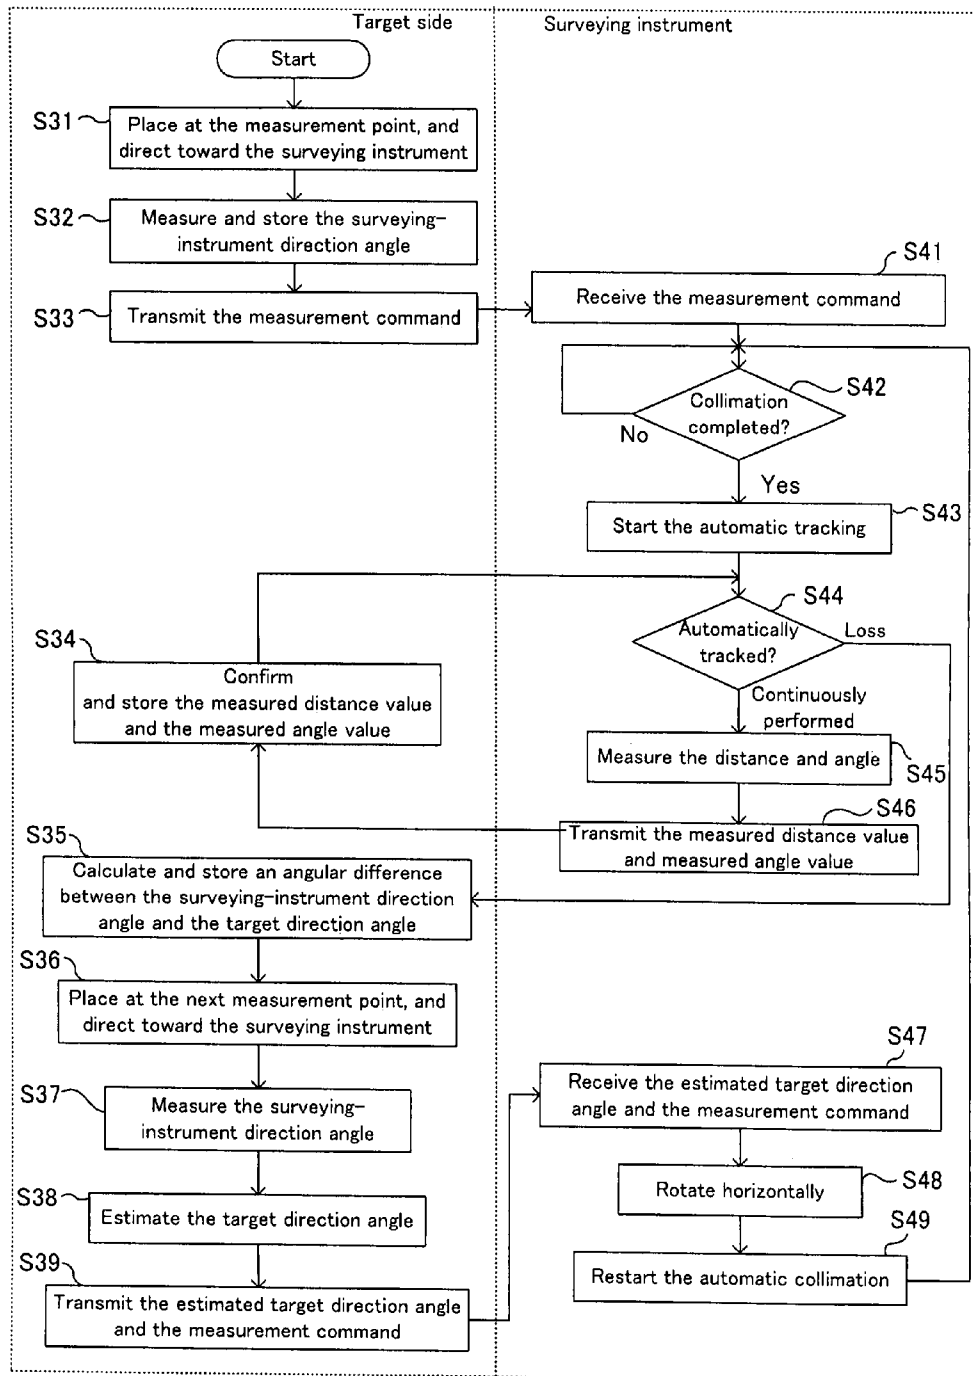 Target side
Surveying instrument
Start
S31
Place at the measurement point, and
direct toward the surveying instrument
S32
Measure and store the surveying-
instrument direction angle
S33
Transmit the measurement command
S41
Receive the measurement command
S42
Collimation
completed?
No
Yes
S43
Start the automatic tracking
S44
Automatically
tracked?
Loss
Continuously
performed
S34
Confirm
and store the measured distance value
and the measured angle value
S45
Measure the distance and angle
S46
Transmit the measured distance value
and measured angle value
S35
Calculate and store an angular difference
between the surveying-instrument direction
angle and the target direction angle
S36
Place at the next measurement point, and
direct toward the surveying instrument
S37
Measure the surveying-
instrument direction angle
S38
Estimate the target direction angle
S39
Transmit the estimated target direction angle
and the measurement command
S47
Receive the estimated target direction
angle and the measurement command
S48
Rotate horizontally
S49
Restart the automatic collimation